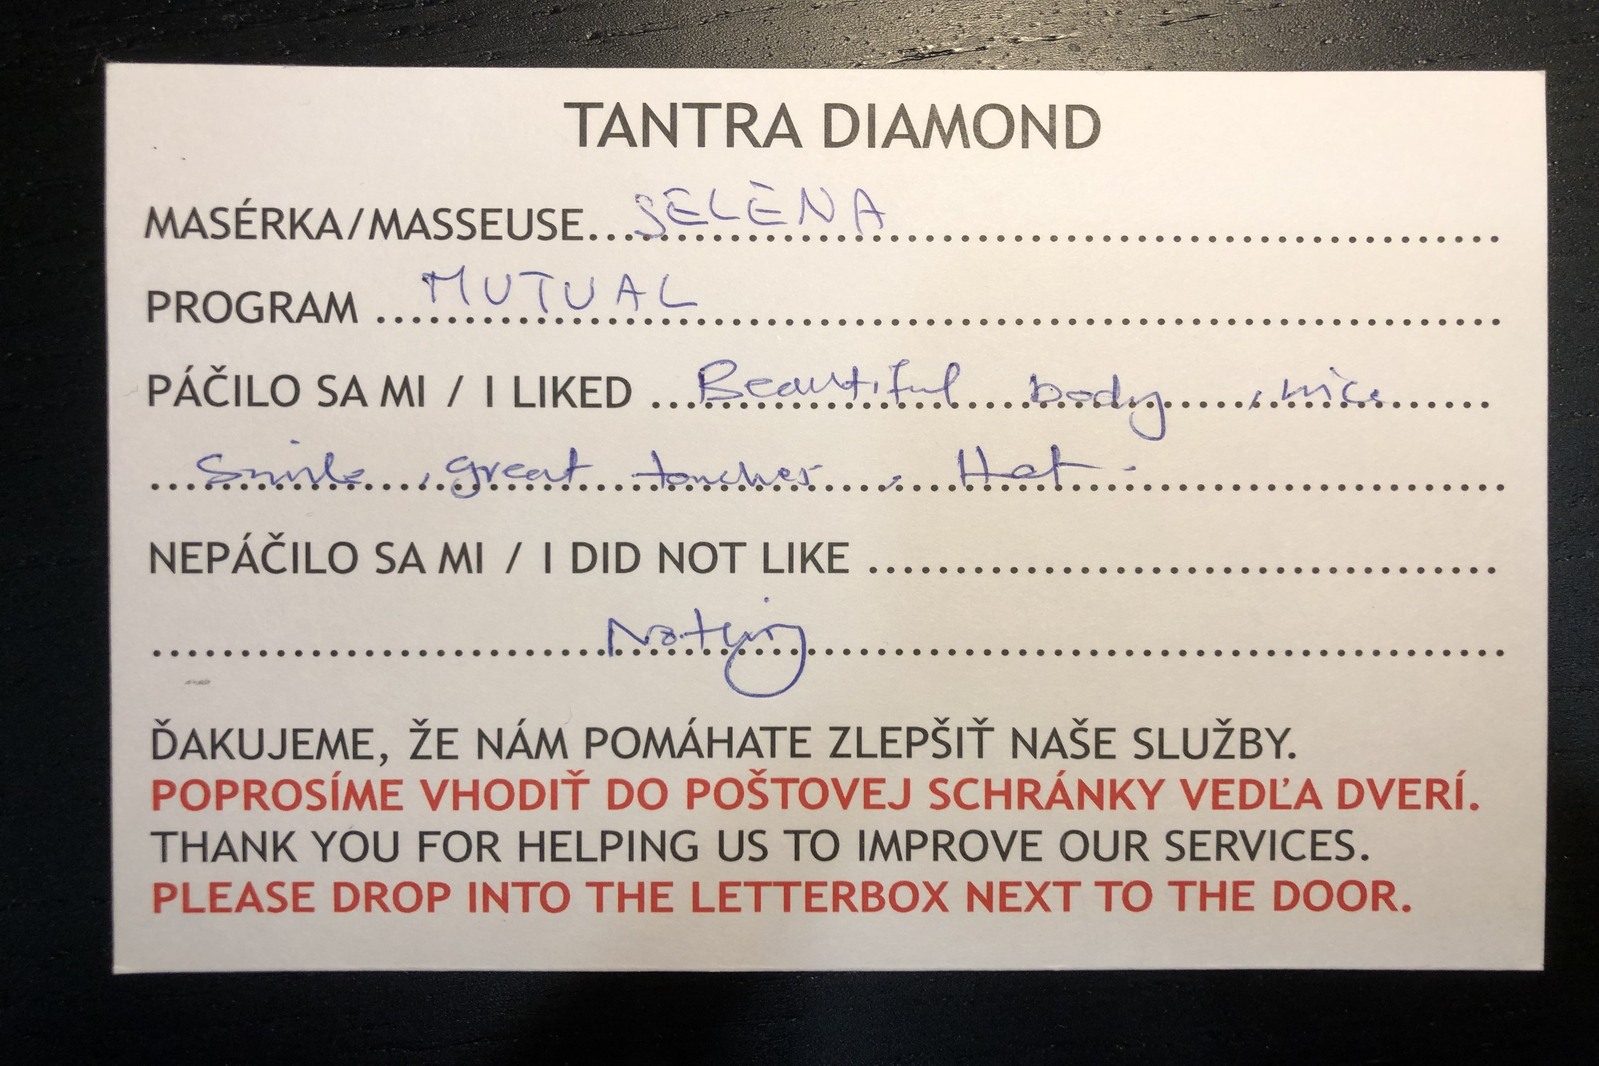 TANTRA DIAMOND
MASÉRKA/MASSEUSE...SELENA
PROGRAM ...MUTUAL
PÁČILO SA MI / I LIKED ...Beautiful body, nice
smile, great touches, Hot.
NEPÁČILO SA MI / I DID NOT LIKE ...
Nothing
ĎAKUJEME, ŽE NÁM POMÁHATE ZLEPŠIŤ NAŠE SLUŽBY.
POPROSÍME VHODIŤ DO POŠTOVEJ SCHRÁNKY VEDĽA DVERÍ.
THANK YOU FOR HELPING US TO IMPROVE OUR SERVICES.
PLEASE DROP INTO THE LETTERBOX NEXT TO THE DOOR.